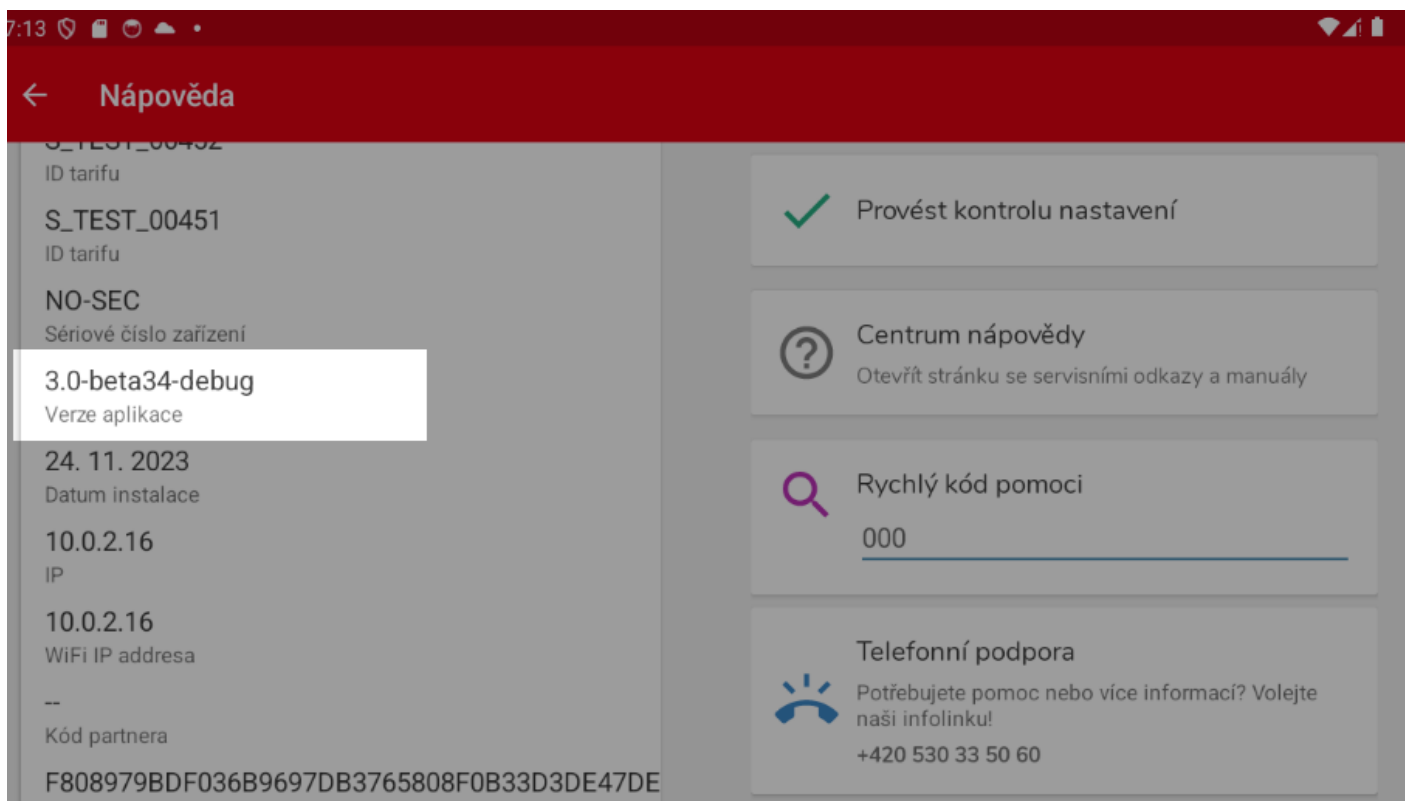 7:13
Nápověda
S_TEST_00452
ID tarifu
S_TEST_00451
ID tarifu
NO-SEC
Sériové číslo zařízení
3.0-beta34-debug
Verze aplikace
24. 11. 2023
Datum instalace
10.0.2.16
IP
10.0.2.16
WiFi IP addresa
--
Kód partnera
F808979BDF036B9697DB3765808F0B33D3DE47DE
Provést kontrolu nastavení
Centrum nápovědy
Otevřít stránku se servisními odkazy a manuály
Rychlý kód pomoci
000
Telefonní podpora
Potřebujete pomoc nebo více informací? Volejte
naši infolinku!
+420 530 33 50 60